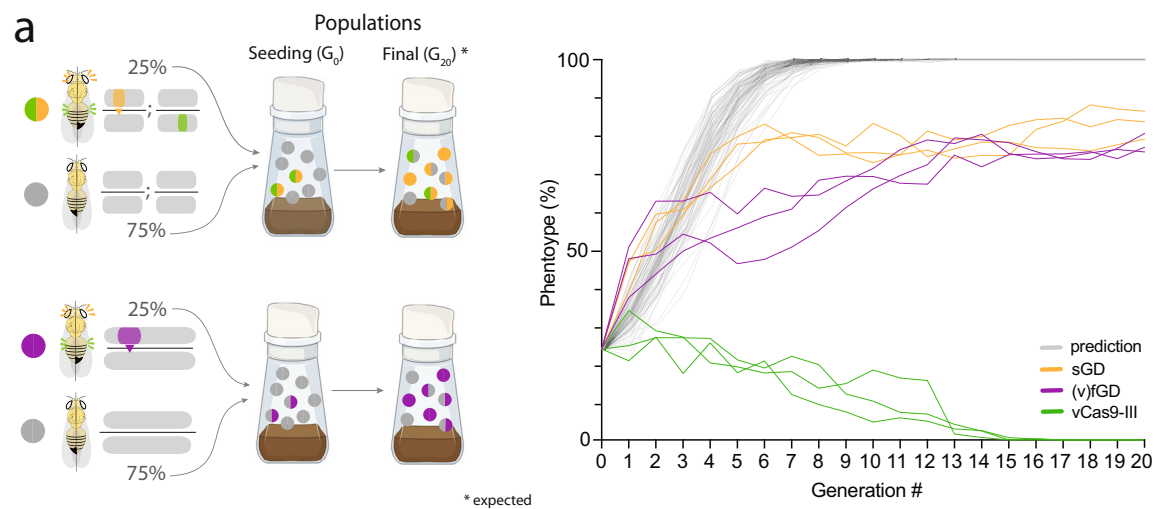 a
Populations
Seeding (G0)
Final (G20) *
25%
;
;
75%
25%
75%
* expected
Phentoype (%)
100
50
0
prediction
sGD
(v)fGD
vCas9-III
0 1 2 3 4 5 6 7 8 9 10 11 12 13 14 15 16 17 18 19 20
Generation #